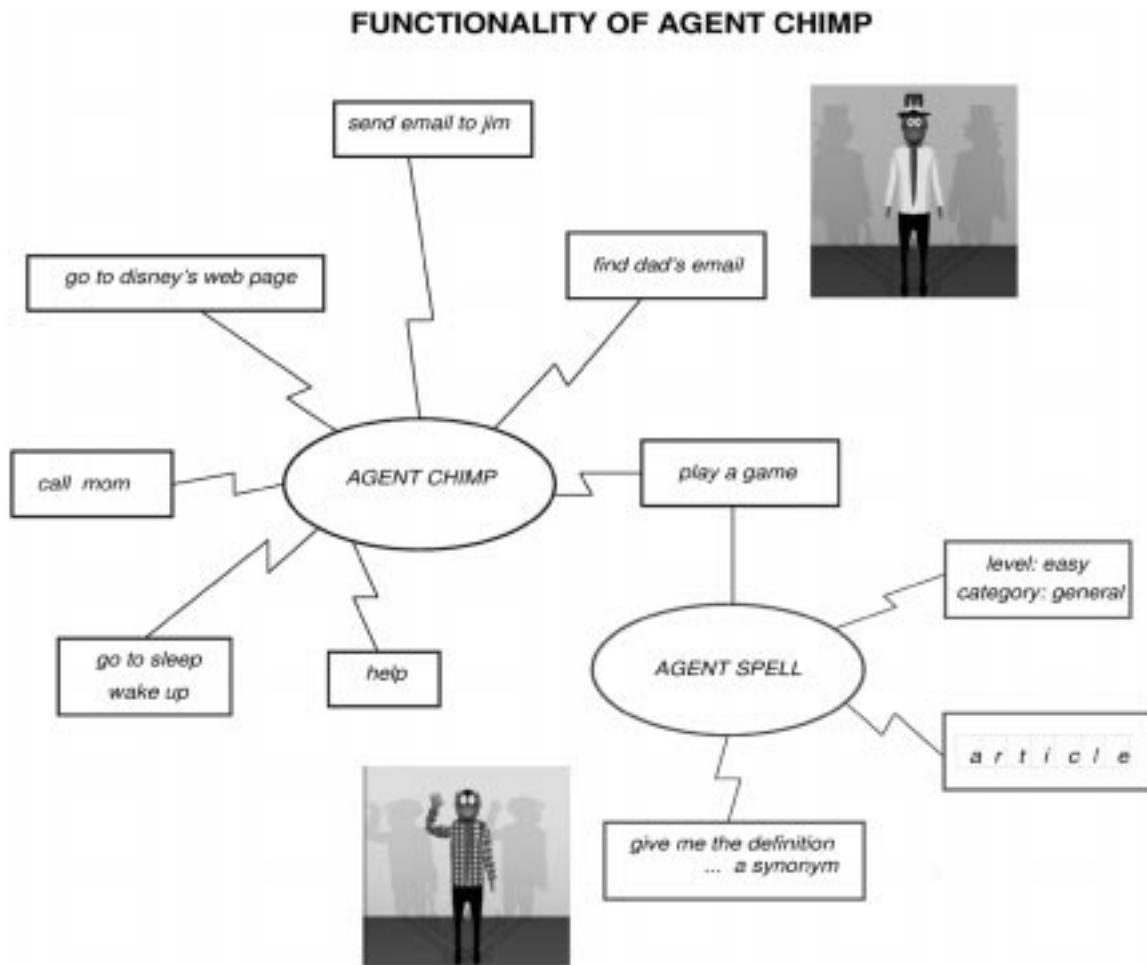 FUNCTIONALITY OF AGENT CHIMP
send email to jim
go to disney's web page
find dad's email
AGENT CHIMP
call mom
play a game
level: easy
category: general
go to sleep
wake up
help
AGENT SPELL
a r t i c l e
give me the definition
... a synonym